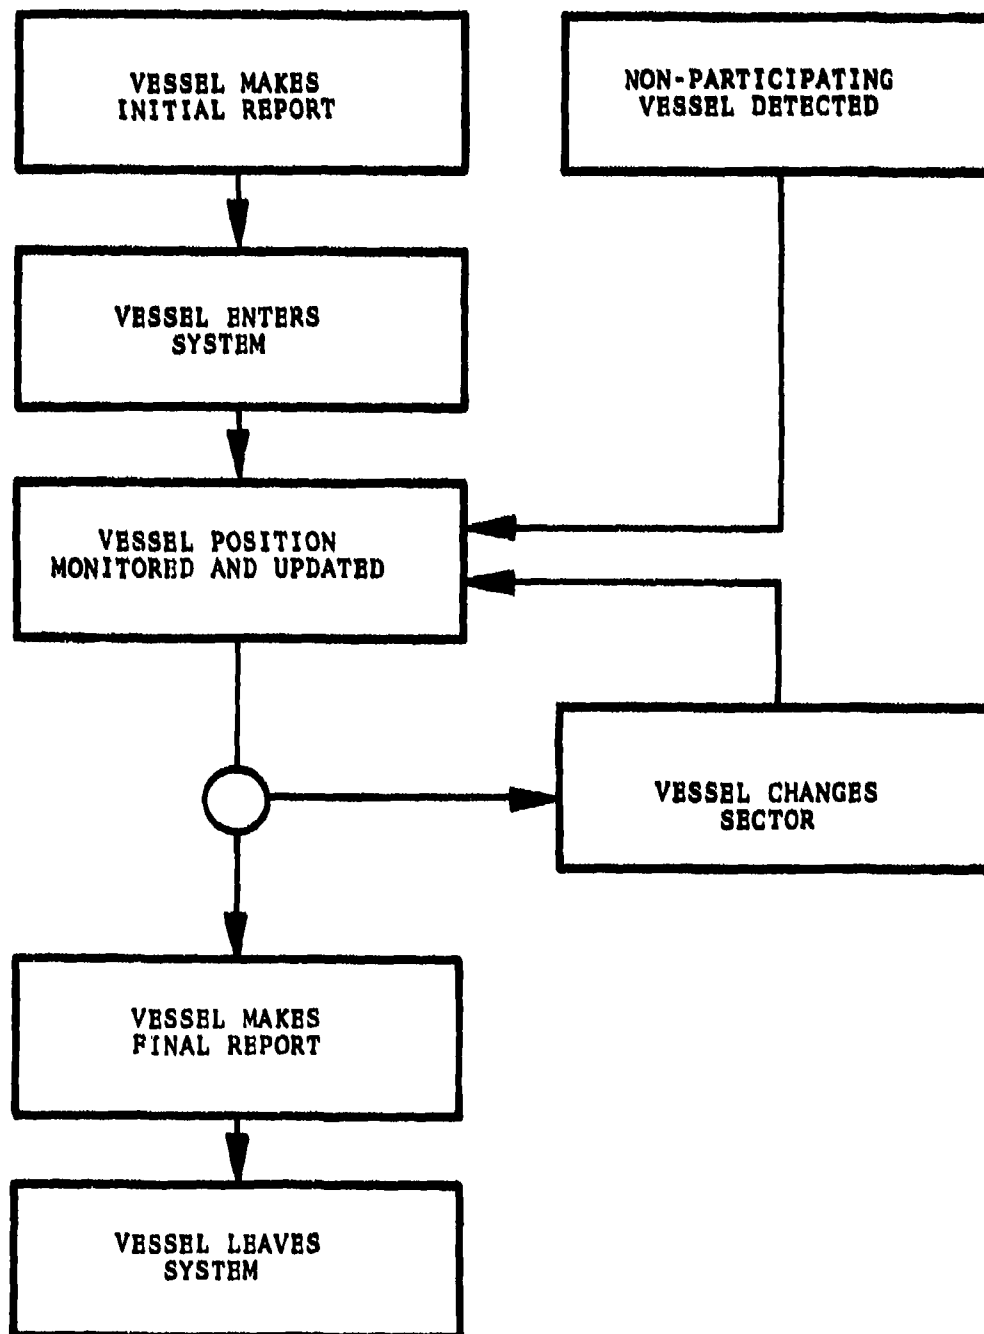 VESSEL MAKES
INITIAL REPORT
NON-PARTICIPATING
VESSEL DETECTED
VESSEL ENTERS
SYSTEM
VESSEL POSITION
MONITORED AND UPDATED
VESSEL CHANGES
SECTOR
VESSEL MAKES
FINAL REPORT
VESSEL LEAVES
SYSTEM